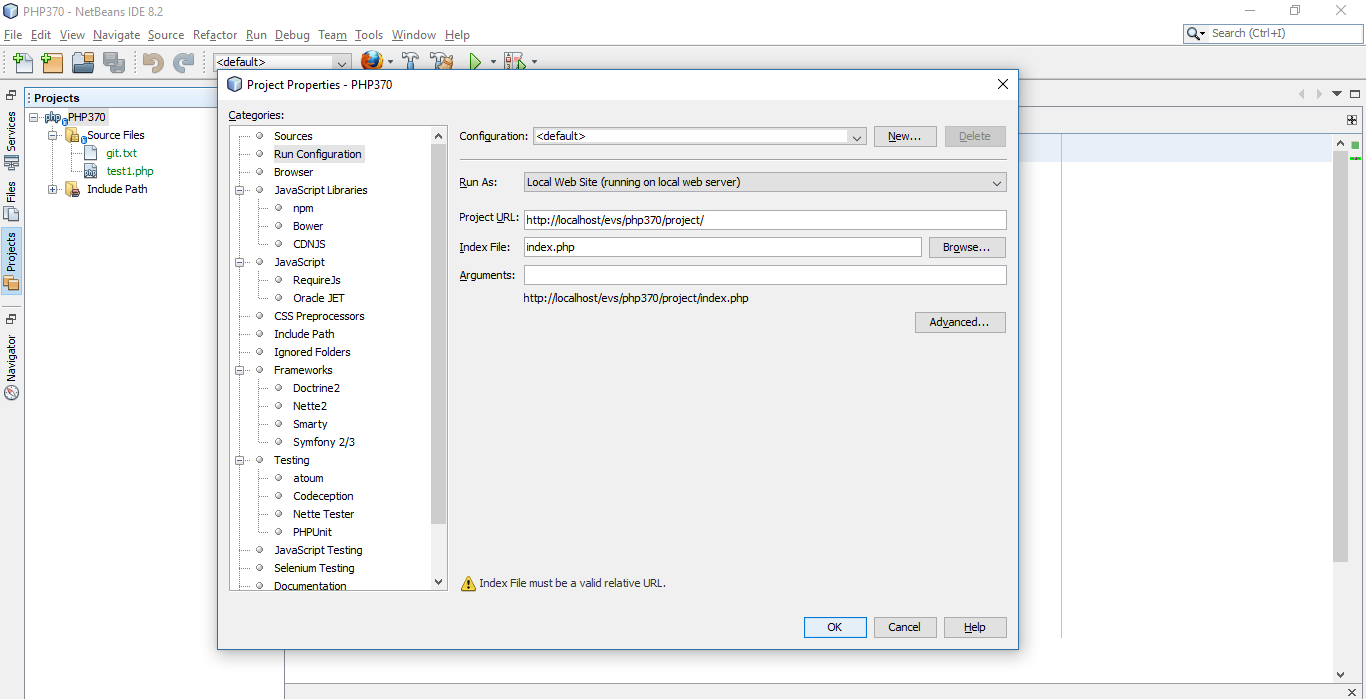 PHP370 - NetBeans IDE 8.2
File Edit View Navigate Source Refactor Run Debug Team Tools Window Help
Search (Ctrl+I)
<default>
Projects
PHP370
Source Files
git.txt
test1.php
Include Path
Services
Files
Projects
Navigator
Project Properties - PHP370
Categories:
Sources
Run Configuration
Browser
JavaScript Libraries
npm
Bower
CDNJS
JavaScript
RequireJs
Oracle JET
CSS Preprocessors
Include Path
Ignored Folders
Frameworks
Doctrine2
Nette2
Smarty
Symfony 2/3
Testing
atoum
Codeception
Nette Tester
PHPUnit
JavaScript Testing
Selenium Testing
Documentation
Configuration: <default> New... Delete
Run As: Local Web Site (running on local web server)
Project URL: http://localhost/evs/php370/project/
Index File: index.php Browse...
Arguments:
http://localhost/evs/php370/project/index.php
Advanced...
Index File must be a valid relative URL.
OK Cancel Help